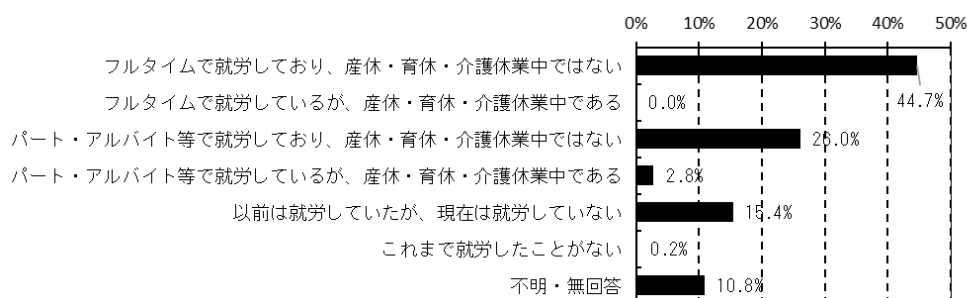 0% 10% 20% 30% 40% 50%
フルタイムで就労しており、産休・育休・介護休業中ではない 44.7%
フルタイムで就労しているが、産休・育休・介護休業中である 0.0%
パート・アルバイト等で就労しており、産休・育休・介護休業中ではない 26.0%
パート・アルバイト等で就労しているが、産休・育休・介護休業中である 2.8%
以前は就労していたが、現在は就労していない 15.4%
これまで就労したことがない 0.2%
不明・無回答 10.8%